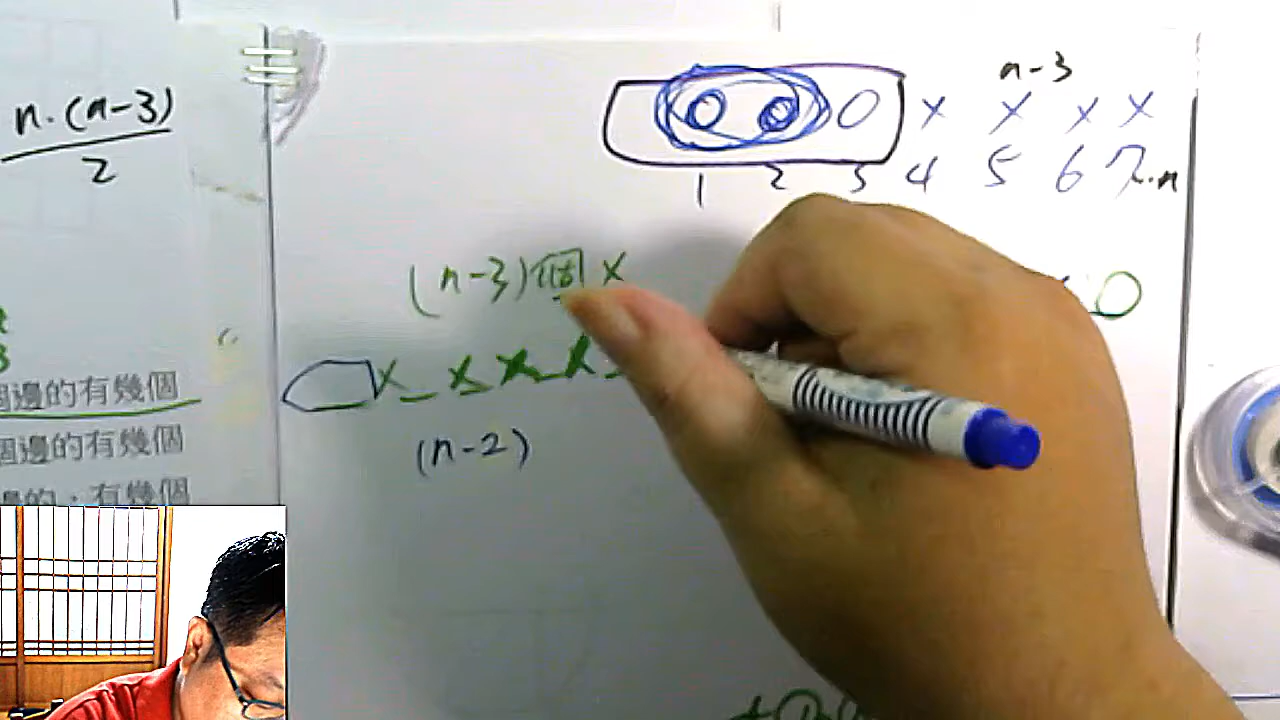 n·(n-3)
2
n-3
O O O × × × ×
1 2 3 4 5 6 7...n
(n-3)個 ×
O
× _ × _ × _ ×
(n-2)
3
個邊的有幾個
個邊的有幾個
邊的,有幾個